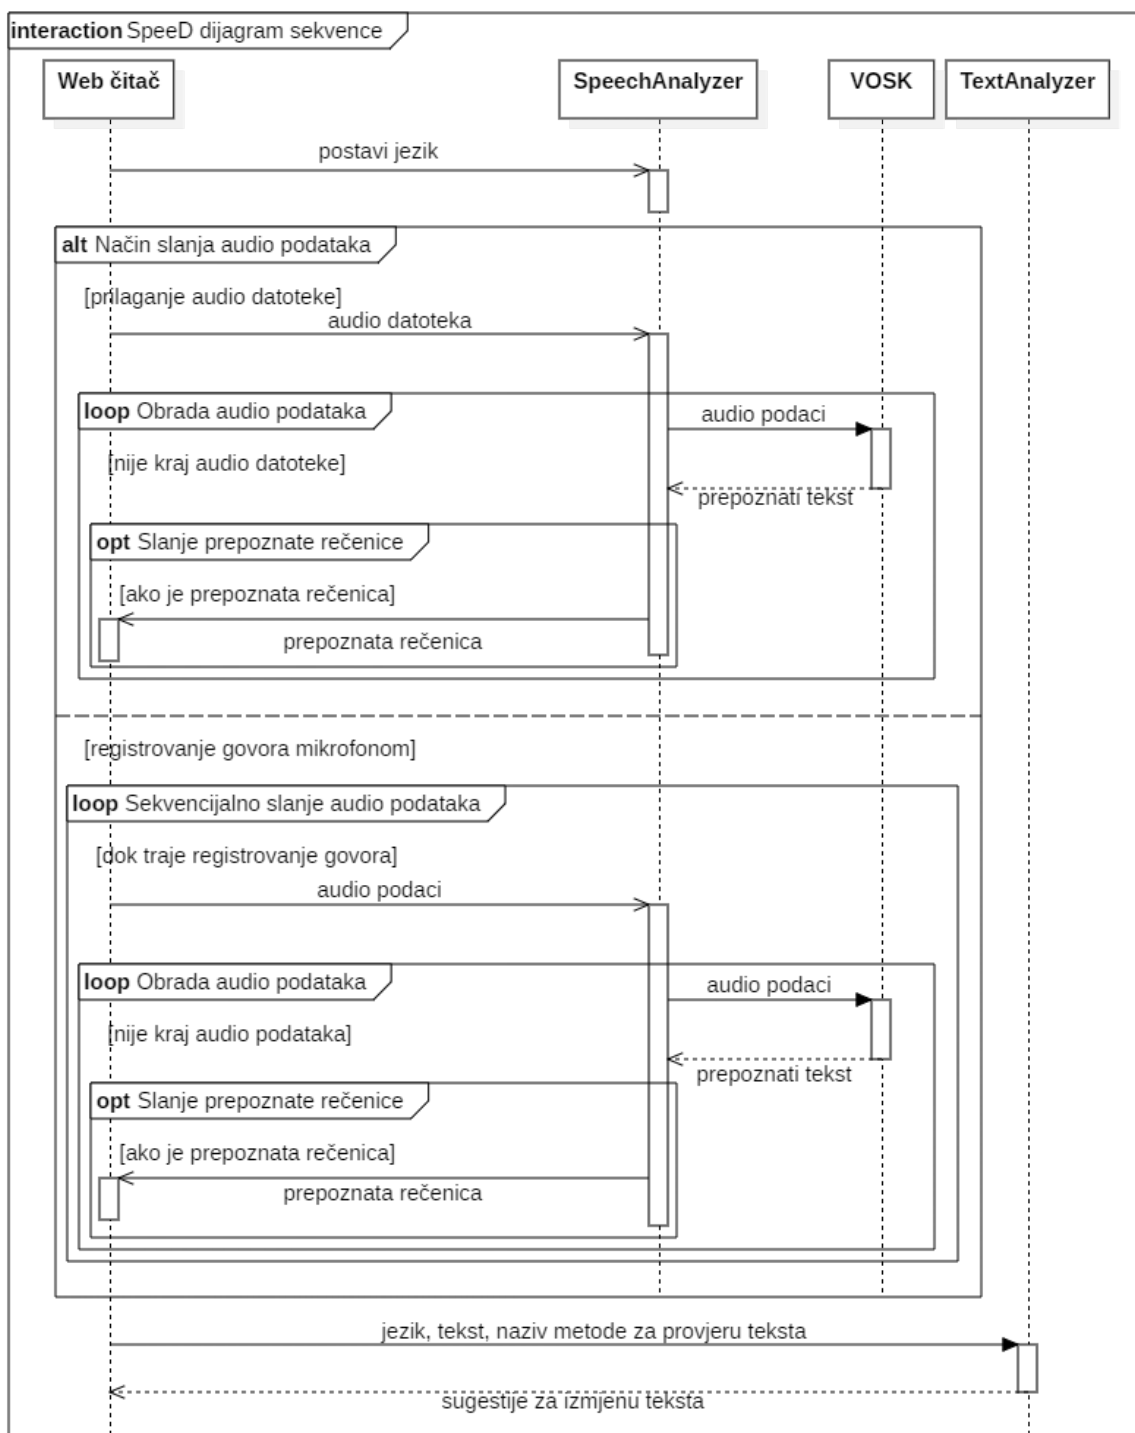 interaction SpeeD dijagram sekvence
Web čitač
SpeechAnalyzer
VOSK
TextAnalyzer
postavi jezik
alt Način slanja audio podataka
[prilaganje audio datoteke]
audio datoteka
loop Obrada audio podataka
audio podaci
[nije kraj audio datoteke]
prepoznati tekst
opt Slanje prepoznate rečenice
[ako je prepoznata rečenica]
prepoznata rečenica
[registrovanje govora mikrofonom]
loop Sekvencijalno slanje audio podataka
[dok traje registrovanje govora]
audio podaci
loop Obrada audio podataka
audio podaci
[nije kraj audio podataka]
prepoznati tekst
opt Slanje prepoznate rečenice
[ako je prepoznata rečenica]
prepoznata rečenica
jezik, tekst, naziv metode za provjeru teksta
sugestije za izmjenu teksta